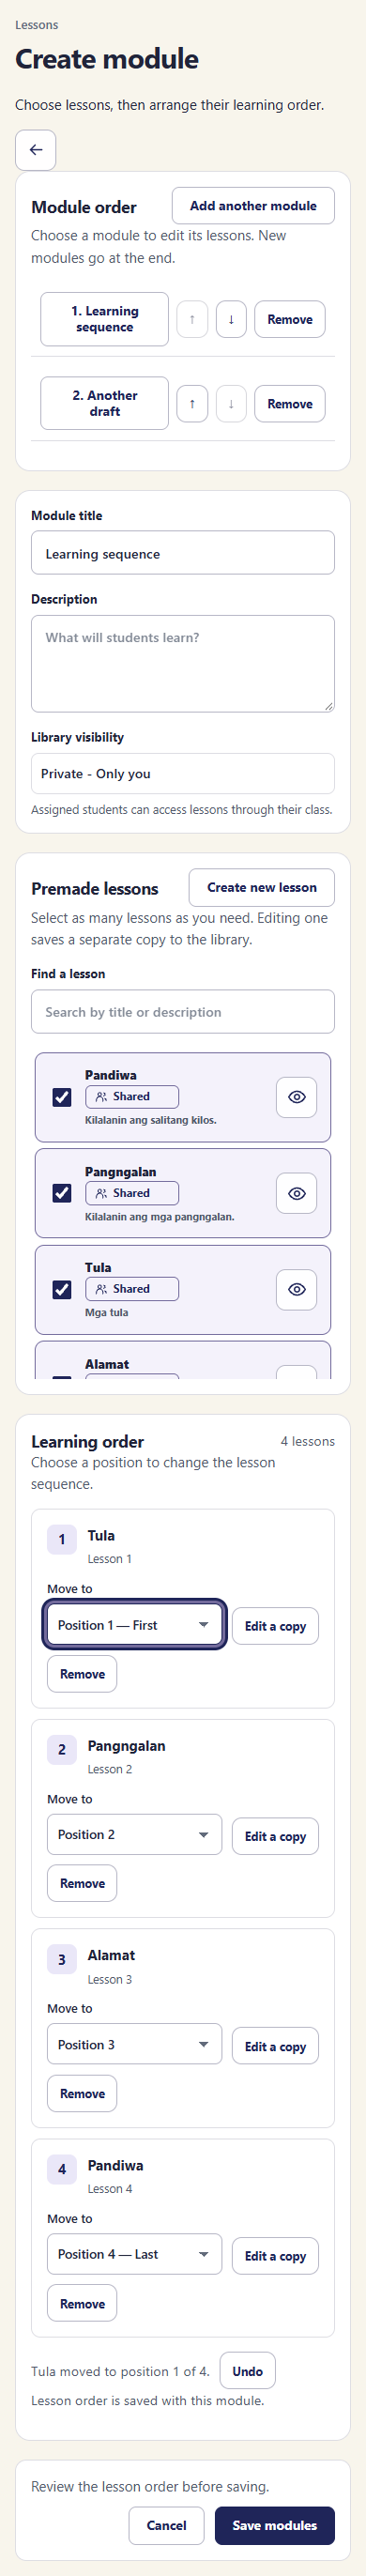 Lessons
Create module
Choose lessons, then arrange their learning order.
←
Module order
Add another module
Choose a module to edit its lessons. New
modules go at the end.
1. Learning
sequence
↑
↓
Remove
2. Another
draft
↑
↓
Remove
Module title
Learning sequence
Description
What will students learn?
Library visibility
Private - Only you
Assigned students can access lessons through their class.
Premade lessons
Create new lesson
Select as many lessons as you need. Editing one
saves a separate copy to the library.
Find a lesson
Search by title or description
Pandiwa
Shared
Kilalanin ang salitang kilos.
Pangngalan
Shared
Kilalanin ang mga pangngalan.
Tula
Shared
Mga tula
Alamat
Learning order
4 lessons
Choose a position to change the lesson
sequence.
1
Tula
Lesson 1
Move to
Position 1 — First
Edit a copy
Remove
2
Pangngalan
Lesson 2
Move to
Position 2
Edit a copy
Remove
3
Alamat
Lesson 3
Move to
Position 3
Edit a copy
Remove
4
Pandiwa
Lesson 4
Move to
Position 4 — Last
Edit a copy
Remove
Tula moved to position 1 of 4.
Undo
Lesson order is saved with this module.
Review the lesson order before saving.
Cancel
Save modules